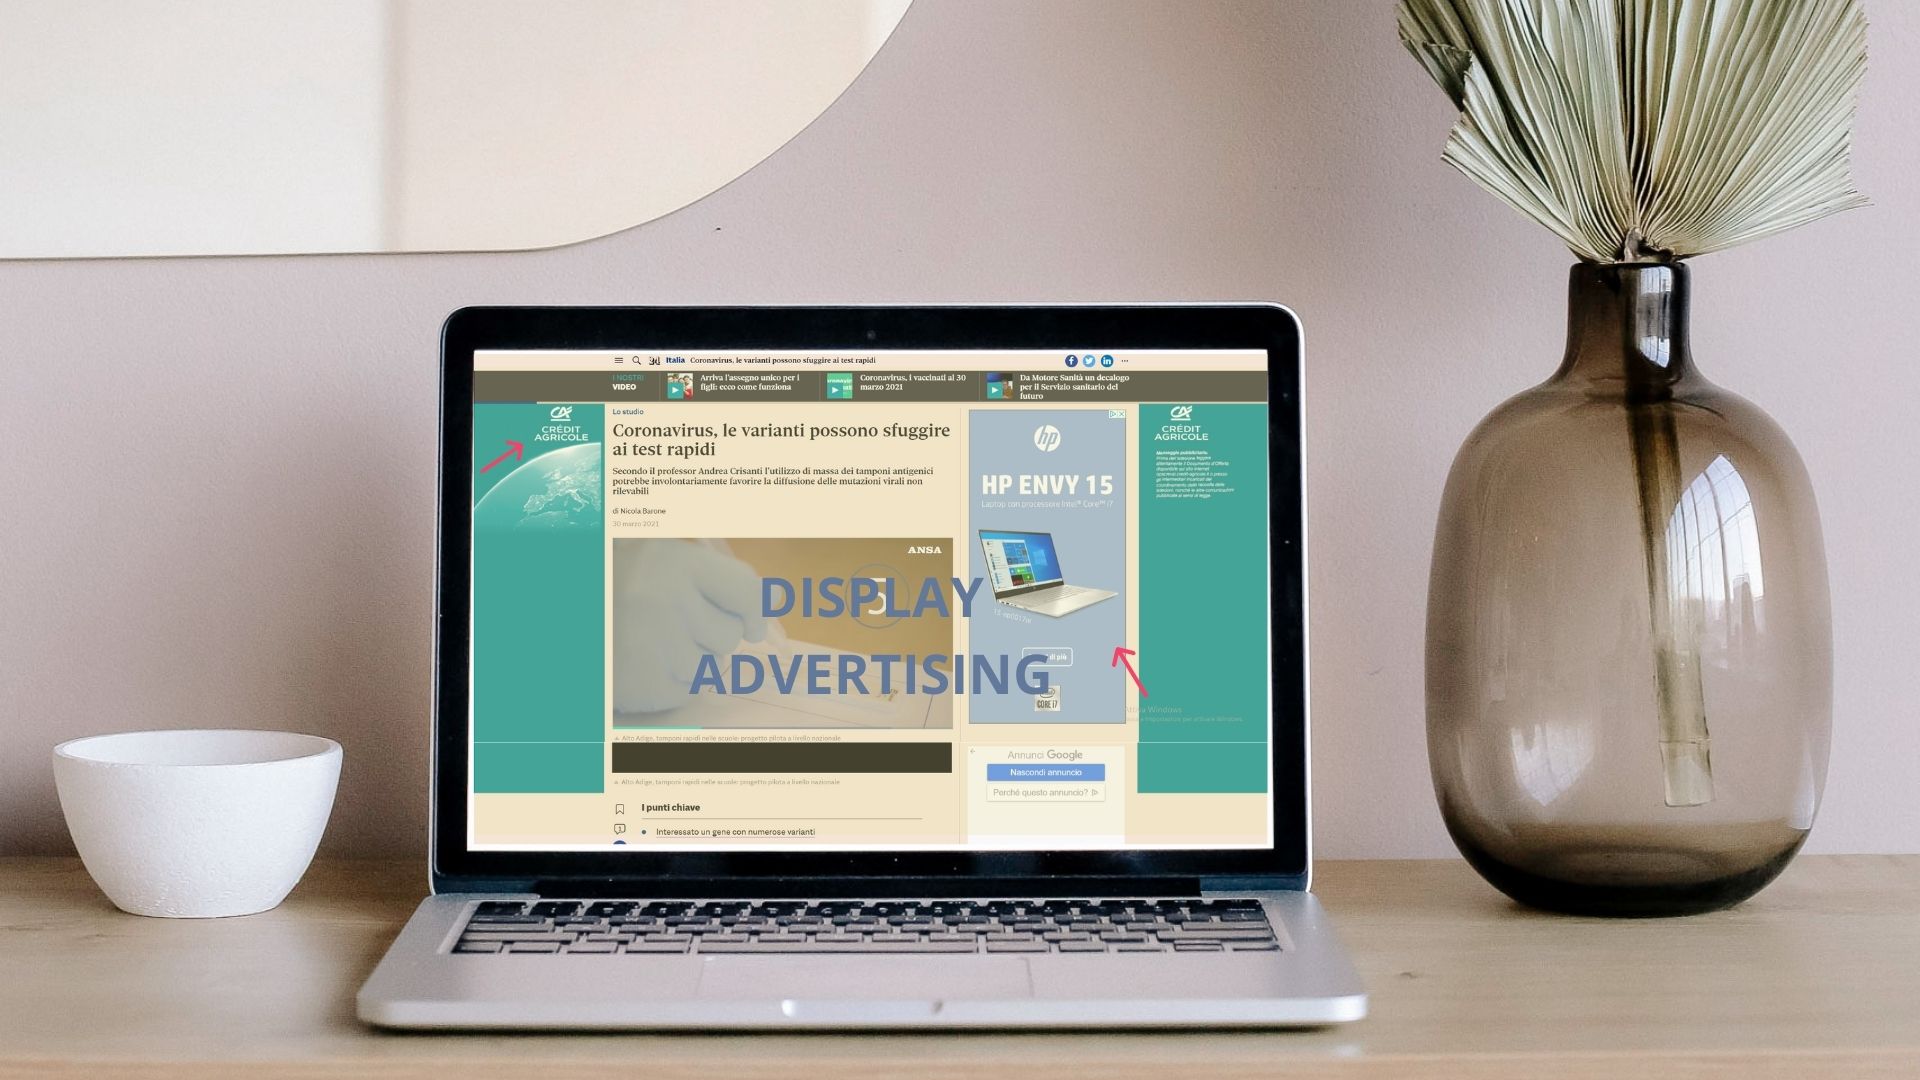 Italia Coronavirus, le varianti possono sfuggire ai test rapidi
I NOSTRI
VIDEO
Arriva l'assegno unico per i
figli: ecco come funziona
Coronavirus, i vaccinati al 30
marzo 2021
Da Motore Sanità un decalogo
per il Servizio sanitario del
futuro
CA
CRÉDIT
AGRICOLE
Lo studio
Coronavirus, le varianti possono sfuggire
ai test rapidi
Secondo il professor Andrea Crisanti l'utilizzo di massa dei tamponi antigenici
potrebbe involontariamente favorire la diffusione delle mutazioni virali non
rilevabili
di Nicola Barone
30 marzo 2021
ANSA
5
DISPLAY
ADVERTISING
Alto Adige, tamponi rapidi nelle scuole: progetto pilota a livello nazionale
Alto Adige, tamponi rapidi nelle scuole: progetto pilota a livello nazionale
I punti chiave
1
Interessato un gene con numerose varianti
hp
HP ENVY 15
Laptop con processore Intel® Core™ i7
di più
CORE i7
Annunci Google
Nascondi annuncio
Perché questo annuncio?
CA
CRÉDIT
AGRICOLE
Messaggio pubblicitario.
Windows